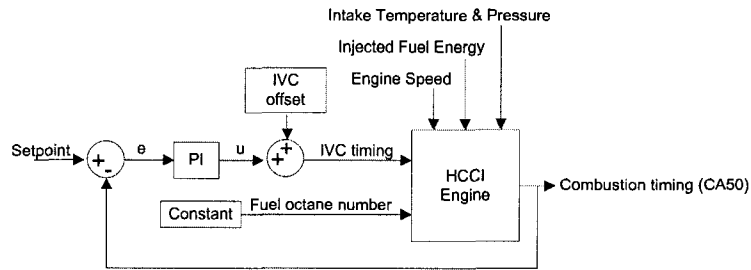 Intake Temperature & Pressure
Injected Fuel Energy
Engine Speed
IVC
offset
Setpoint
+
-
e
PI
u
+
+
IVC timing
HCCI
Engine
Combustion timing (CA50)
Constant
Fuel octane number